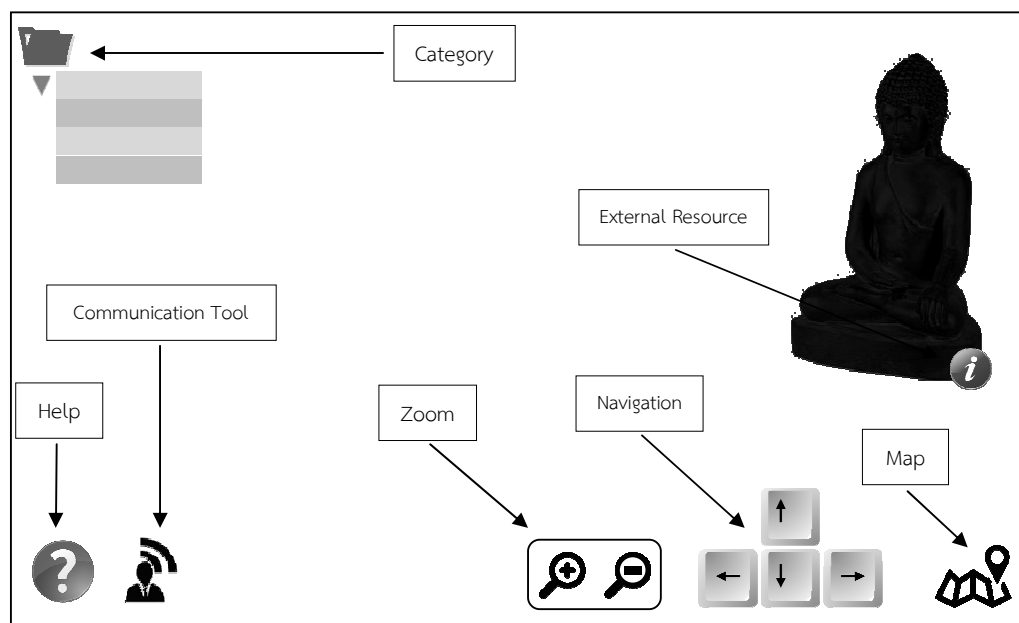 Category
External Resource
Communication Tool
Help
Zoom
Navigation
Map
?
i